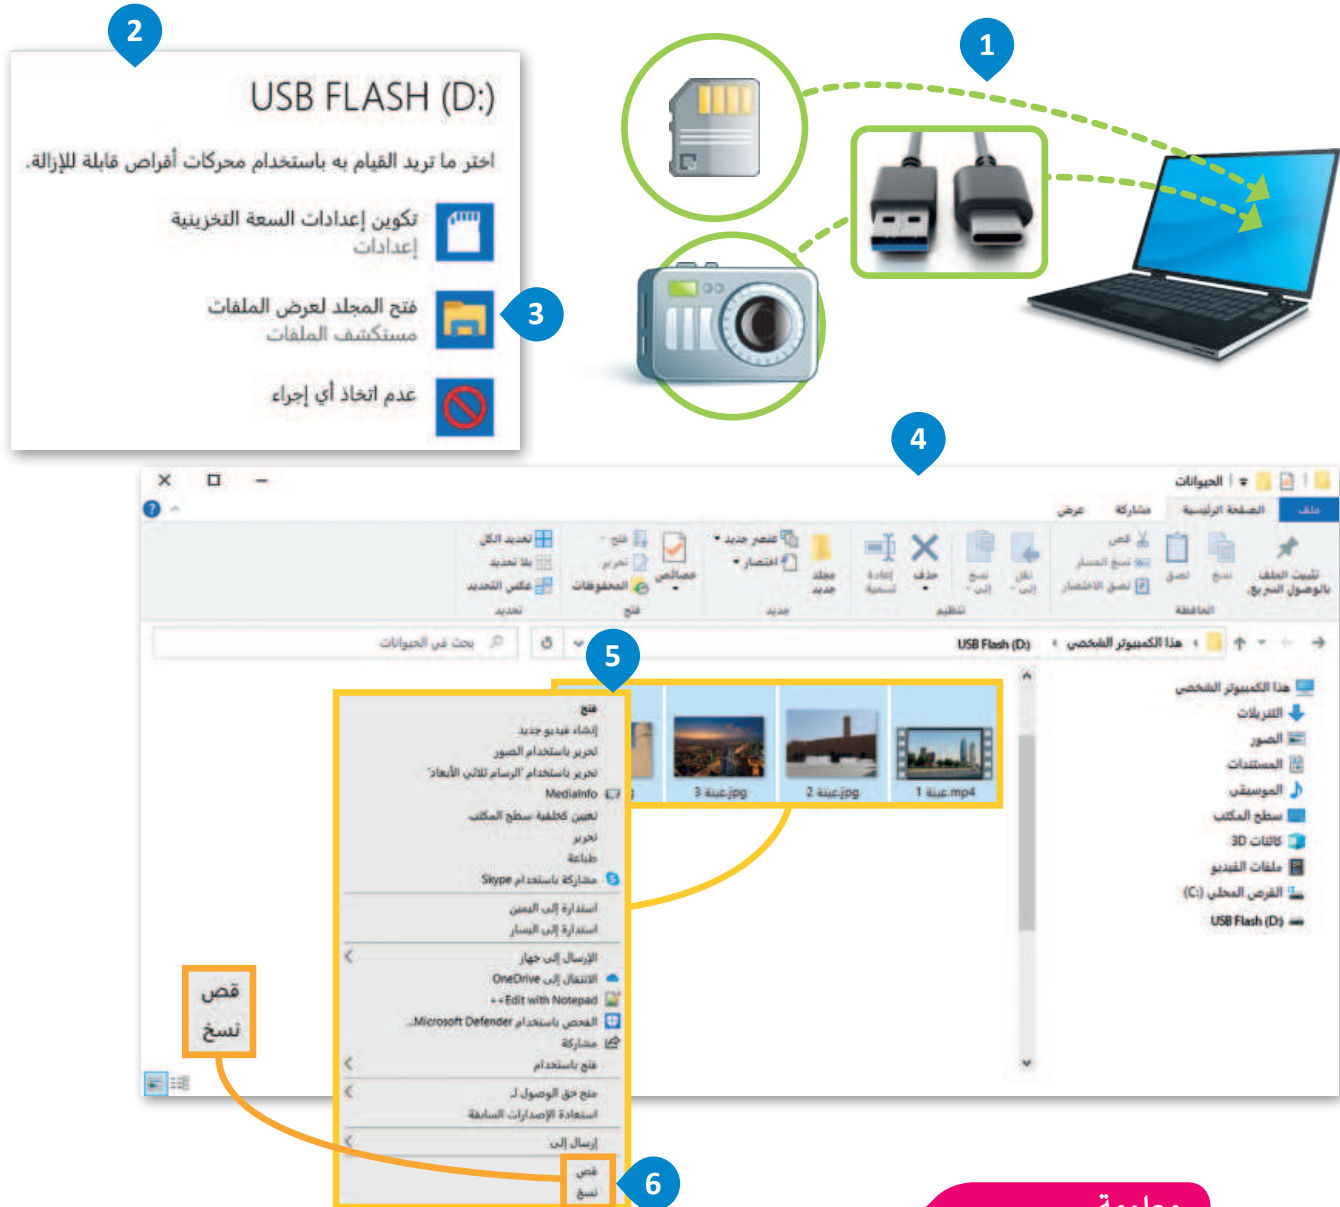 2
1
USB FLASH (D:)
اختر ما تريد القيام به باستخدام محركات أقراص قابلة للإزالة.
تكوين إعدادات السعة التخزينية
إعدادات
فتح المجلد لعرض الملفات
مستكشف الملفات
3
عدم اتخاذ أي إجراء
4
الحيوانات
ملف الصفحة الرئيسية مشاركة عرض
تثبيت الملف بالوصول السريع.
نسخ
لصق
قص
نسخ المسار
لصق الاختصار
الحافظة
نقل إلى
نسخ إلى
حذف
إعادة تسمية
تنظيم
مجلد جديد
عنصر جديد
اختصار
جديد
خصائص
فتح
تحرير
المحفوظات
فتح
تحديد الكل
بلا تحديد
عكس التحديد
تحديد
هذا الكمبيوتر الشخصي
USB Flash (D:)
بحث في الحيوانات
5
هذا الكمبيوتر الشخصي
التنزيلات
الصور
المستندات
الموسيقى
سطح المكتب
كائنات 3D
ملفات الفيديو
القرص المحلي (C:)
USB Flash (D:)
عينة 1.mp4
عينة 2.jpg
عينة 3.jpg
فتح
إنشاء فيديو جديد
تحرير باستخدام الصور
تحرير باستخدام "الرسام ثلاثي الأبعاد"
MediaInfo
تعيين كخلفية سطح المكتب
تحرير
طباعة
مشاركة باستخدام Skype
استدارة إلى اليمين
استدارة إلى اليسار
الإرسال إلى جهاز
الانتقال إلى OneDrive
Edit with Notepad++
الفحص باستخدام Microsoft Defender...
مشاركة
فتح باستخدام
منح حق الوصول لـ
استعادة الإصدارات السابقة
إرسال إلى
قص
نسخ
قص
نسخ
6